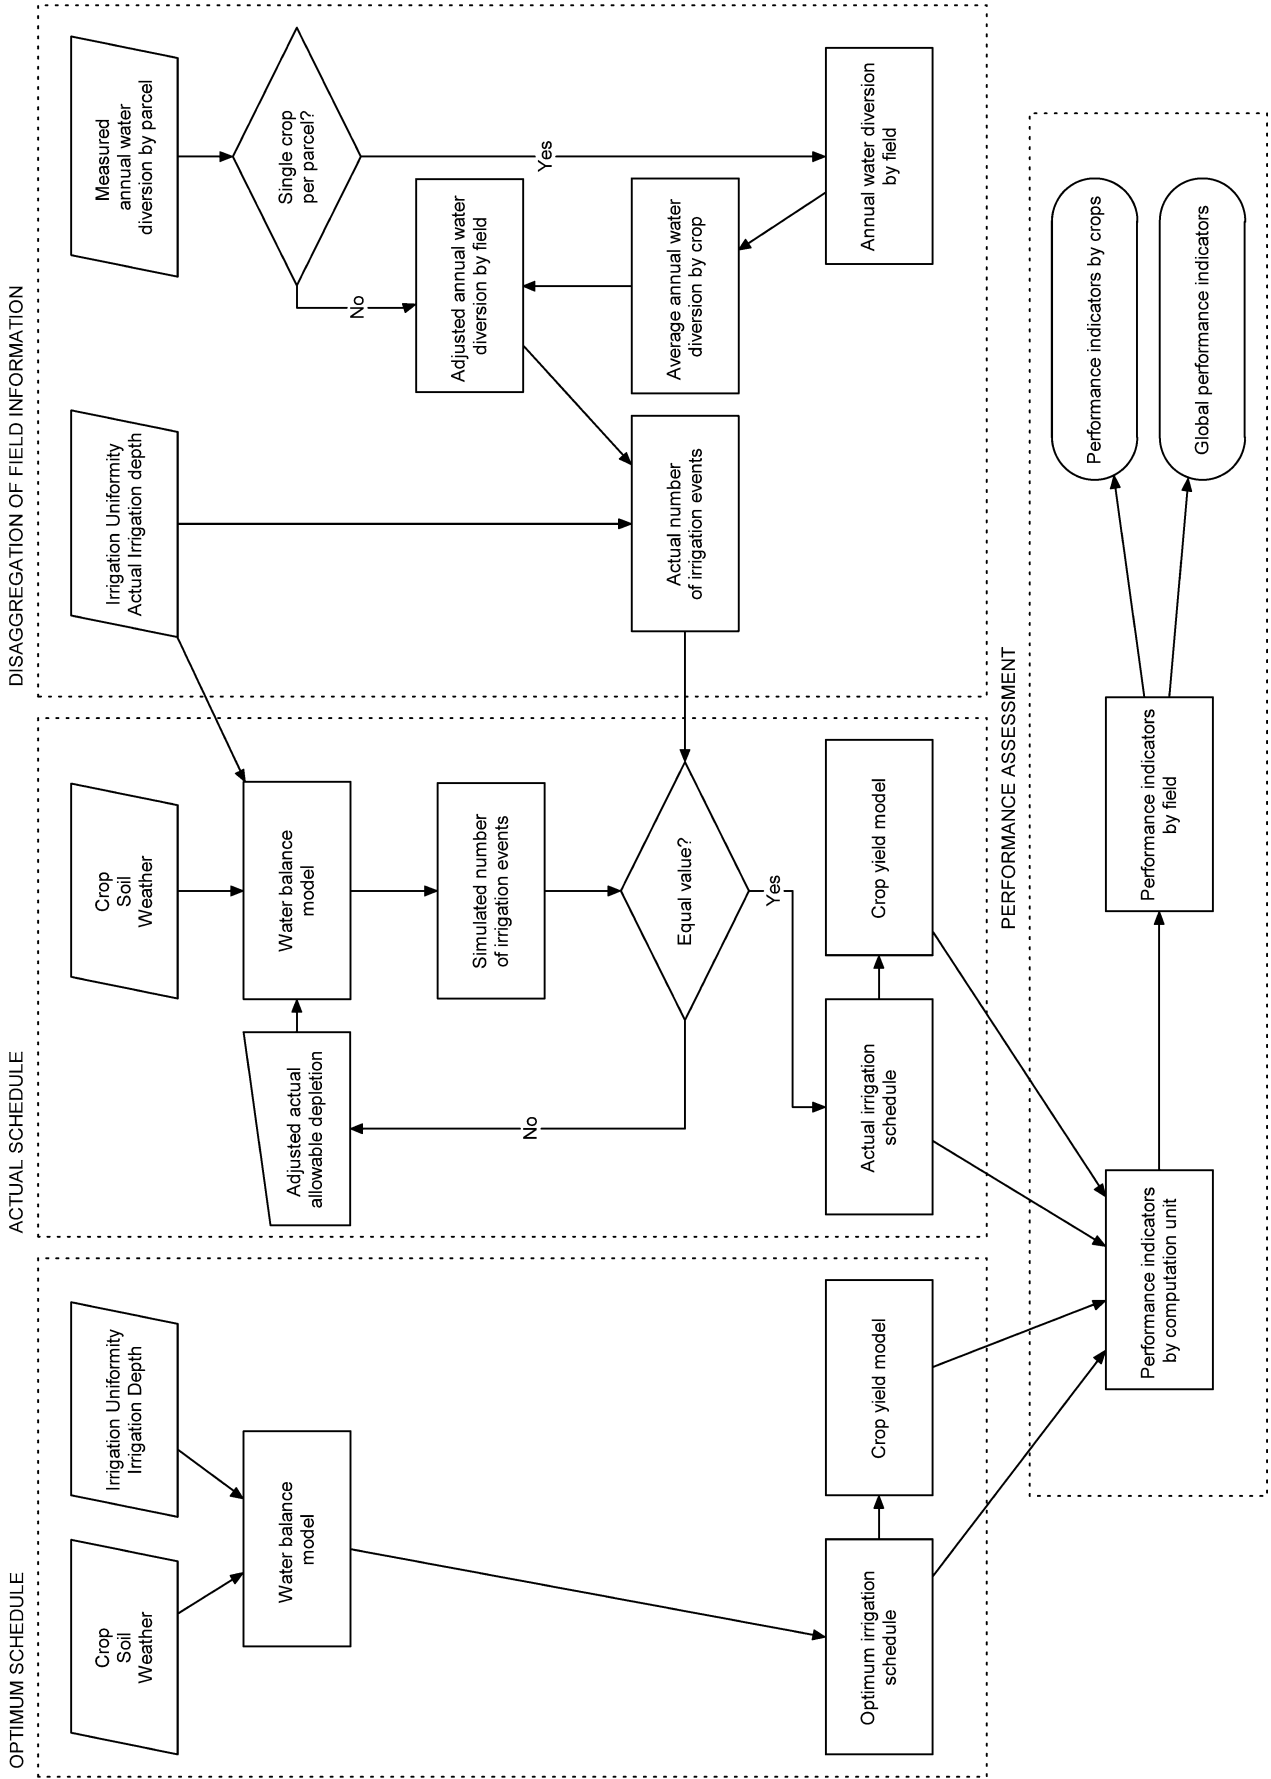 OPTIMUM SCHEDULE
Crop
Soil
Weather
Irrigation Uniformity
Irrigation Depth
Water balance
model
Optimum irrigation
schedule
Crop yield model
ACTUAL SCHEDULE
Crop
Soil
Weather
Adjusted actual
allowable depletion
Water balance
model
Simulated number
of irrigation events
Equal value?
No
Yes
Actual irrigation
schedule
Crop yield model
DISAGGREGATION OF FIELD INFORMATION
Irrigation Uniformity
Actual Irrigation depth
Measured
annual water
diversion by parcel
Single crop
per parcel?
No
Yes
Adjusted annual water
diversion by field
Actual number
of irrigation events
Average annual water
diversion by crop
Annual water diversion
by field
PERFORMANCE ASSESSMENT
Performance indicators
by computation unit
Performance indicators
by field
Performance indicators by crops
Global performance indicators